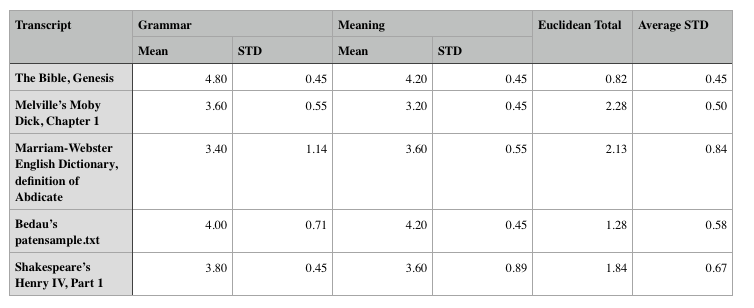 Transcript Grammar Meaning Euclidean Total Average STD
Mean STD Mean STD
The Bible, Genesis 4.80 0.45 4.20 0.45 0.82 0.45
Melville's Moby 3.60 0.55 3.20 0.45 2.28 0.50
Dick, Chapter 1
Marriam-Webster 3.40 1.14 3.60 0.55 2.13 0.84
English Dictionary,
definition of
Abdicate
Bedau's 4.00 0.71 4.20 0.45 1.28 0.58
patensample.txt
Shakespeare's 3.80 0.45 3.60 0.89 1.84 0.67
Henry IV, Part 1